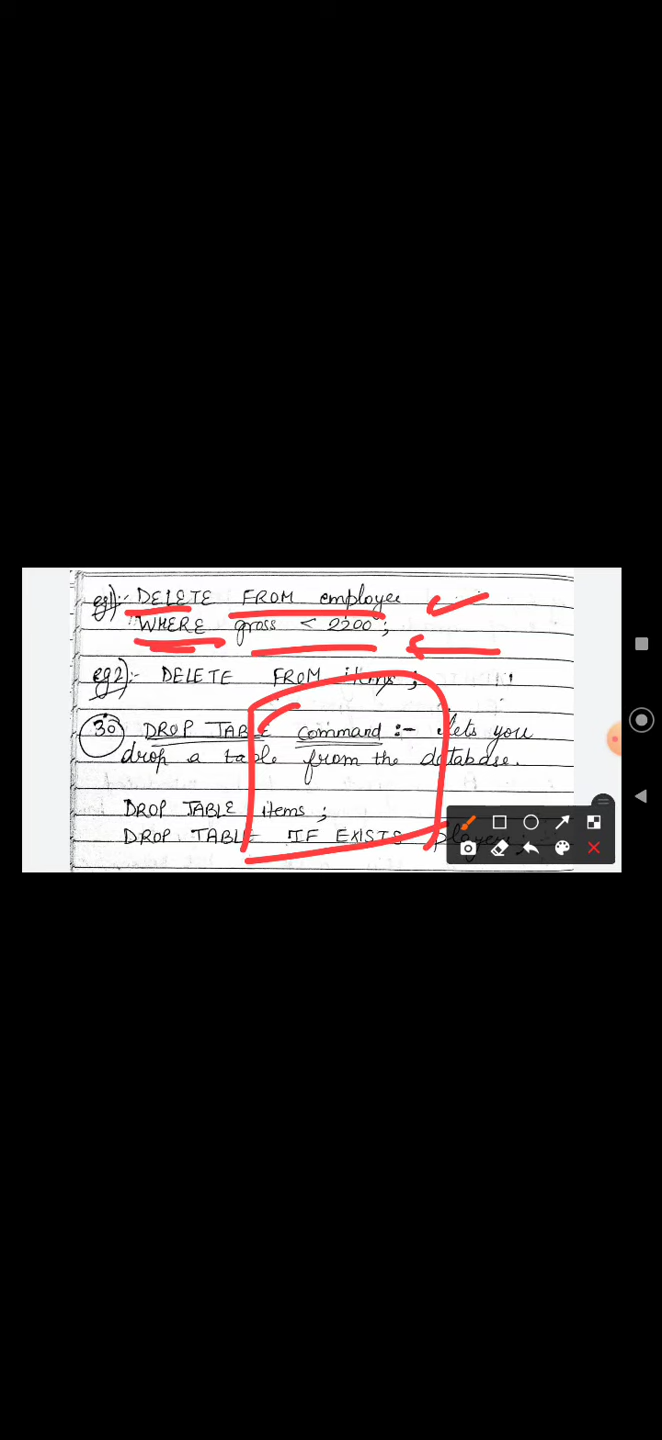 eg1):- DELETE FROM employee
WHERE gross < 2200 ;
eg2):- DELETE FROM items ;
30 DROP TABLE command :- lets you
drop a table from the database.
DROP TABLE items ;
DROP TABLE IF EXISTS players ;